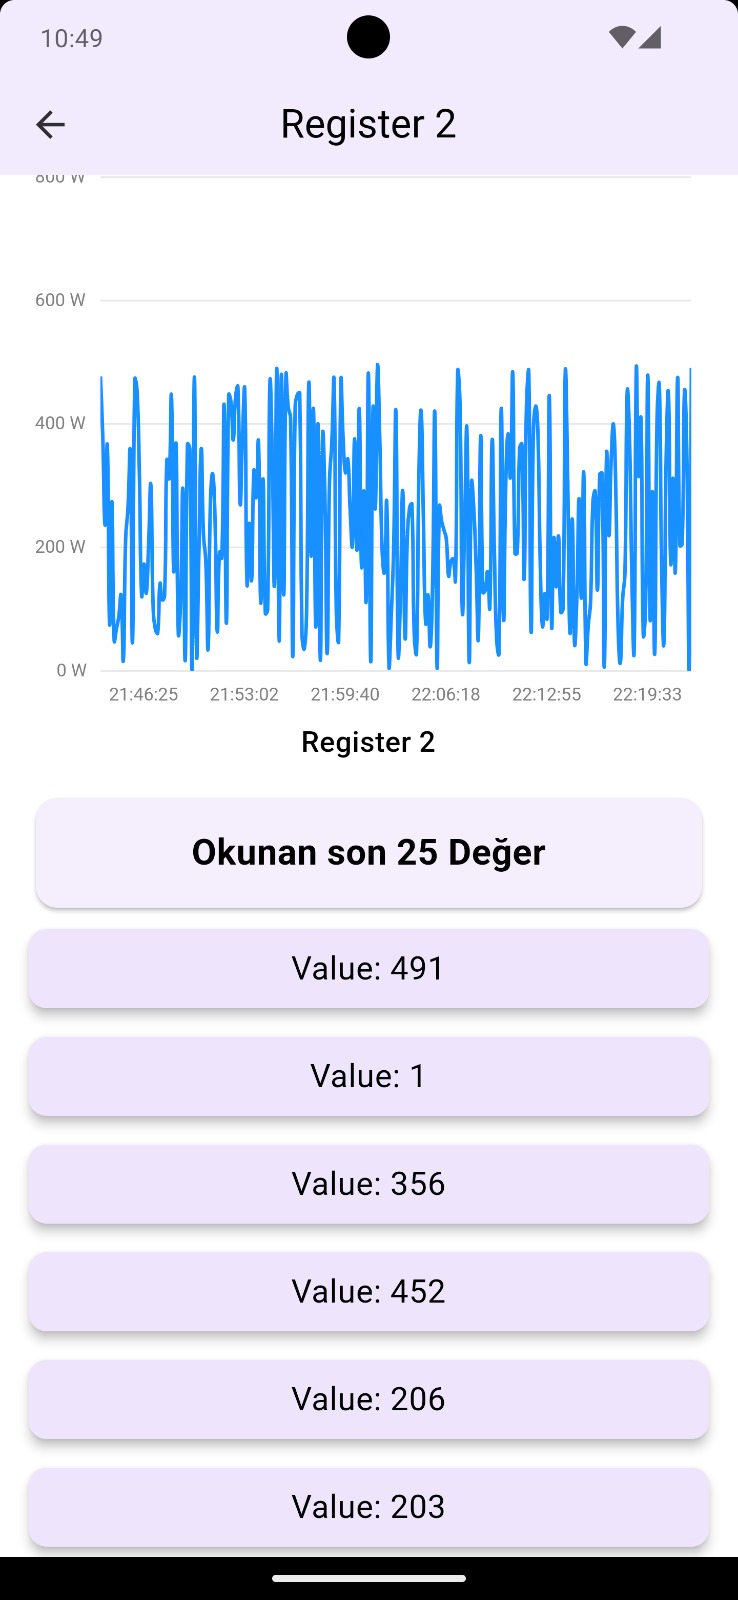 10:49
Register 2
800 W
600 W
400 W
200 W
0 W
21:46:25 21:53:02 21:59:40 22:06:18 22:12:55 22:19:33
Register 2
Okunan son 25 Değer
Value: 491
Value: 1
Value: 356
Value: 452
Value: 206
Value: 203